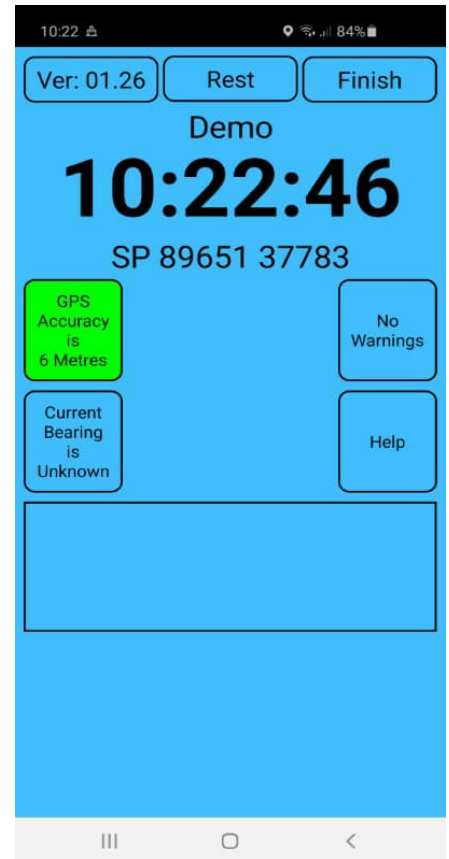 10:22 84%
Ver: 01.26 Rest Finish
Demo
10:22:46
SP 89651 37783
GPS
Accuracy
is
6 Metres
No
Warnings
Current
Bearing
is
Unknown
Help